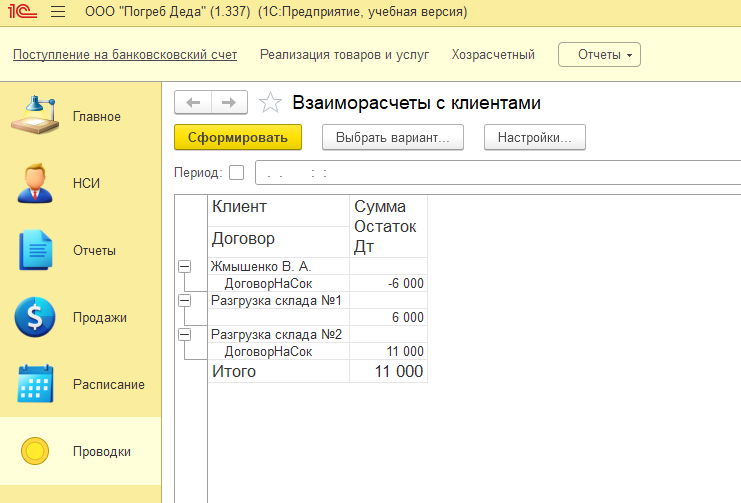 1С ООО "Погреб Деда" (1.337) (1С:Предприятие, учебная версия)
Поступление на банковсковский счет Реализация товаров и услуг Хозрасчетный Отчеты
Главное
НСИ
Отчеты
Продажи
Расписание
Проводки
Взаиморасчеты с клиентами
Сформировать Выбрать вариант... Настройки...
Период: . . : :
Клиент Сумма
Остаток
Договор Дт
Жмышенко В. А.
ДоговорНаСок -6 000
Разгрузка склада №1
6 000
Разгрузка склада №2
ДоговорНаСок 11 000
Итого 11 000